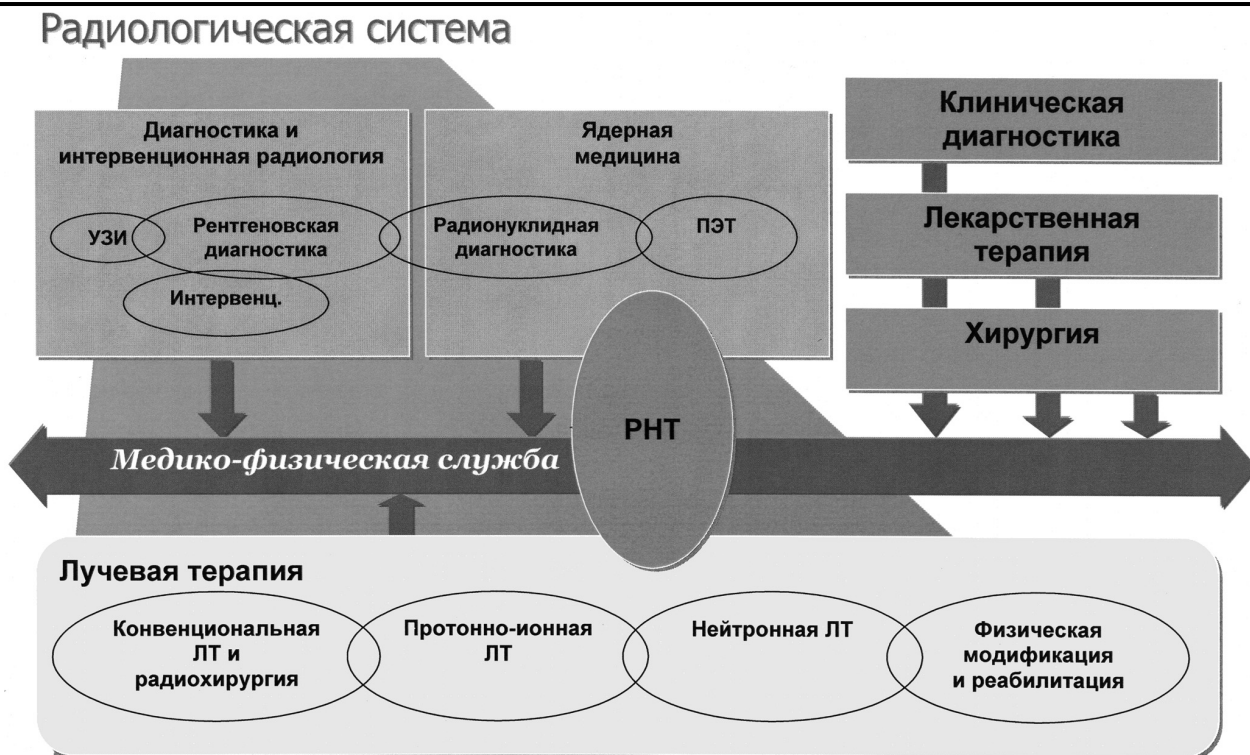 Радиологическая система
Диагностика и
интервенционная радиология
УЗИ
Рентгеновская
диагностика
Интервенц.
Ядерная
медицина
Радионуклидная
диагностика
ПЭТ
Клиническая
диагностика
Лекарственная
терапия
Хирургия
РНТ
Медико-физическая служба
Лучевая терапия
Конвенциональная
ЛТ и
радиохирургия
Протонно-ионная
ЛТ
Нейтронная ЛТ
Физическая
модификация
и реабилитация